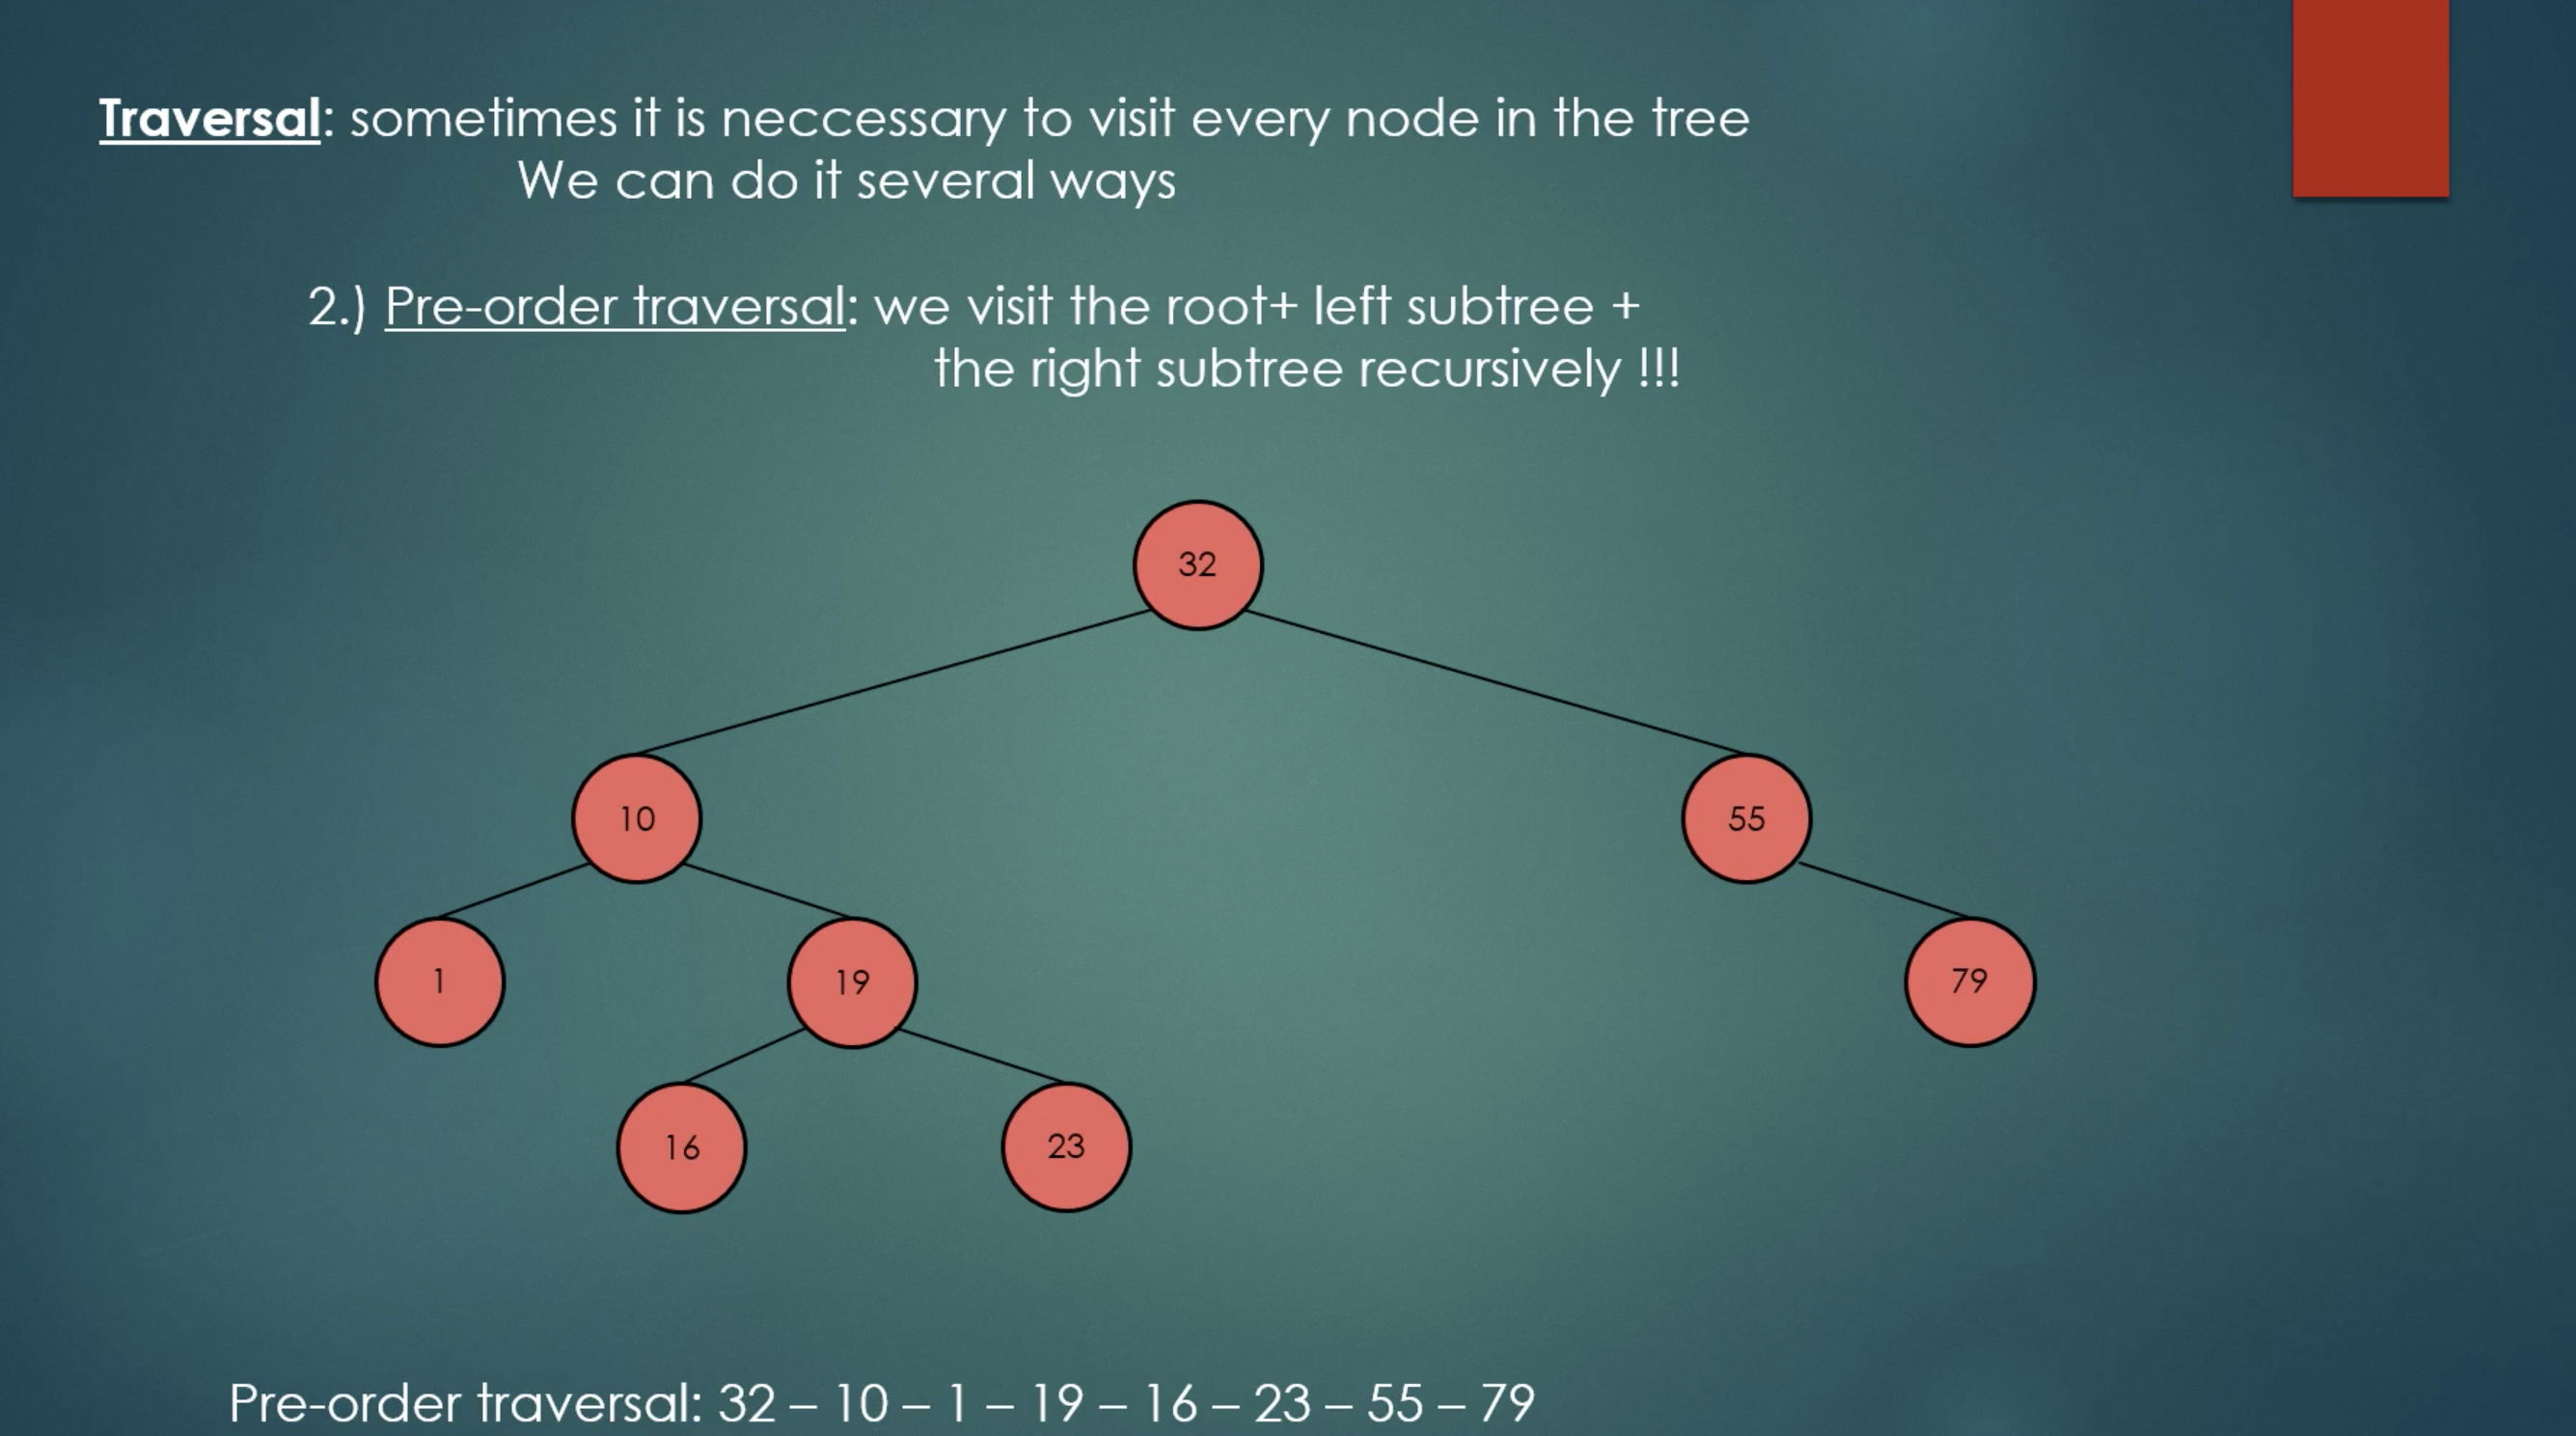 Traversal: sometimes it is neccessary to visit every node in the tree
We can do it several ways
2.) Pre-order traversal: we visit the root+ left subtree +
the right subtree recursively !!!
32
10
55
1
19
79
16
23
Pre-order traversal: 32 – 10 – 1 – 19 – 16 – 23 – 55 – 79